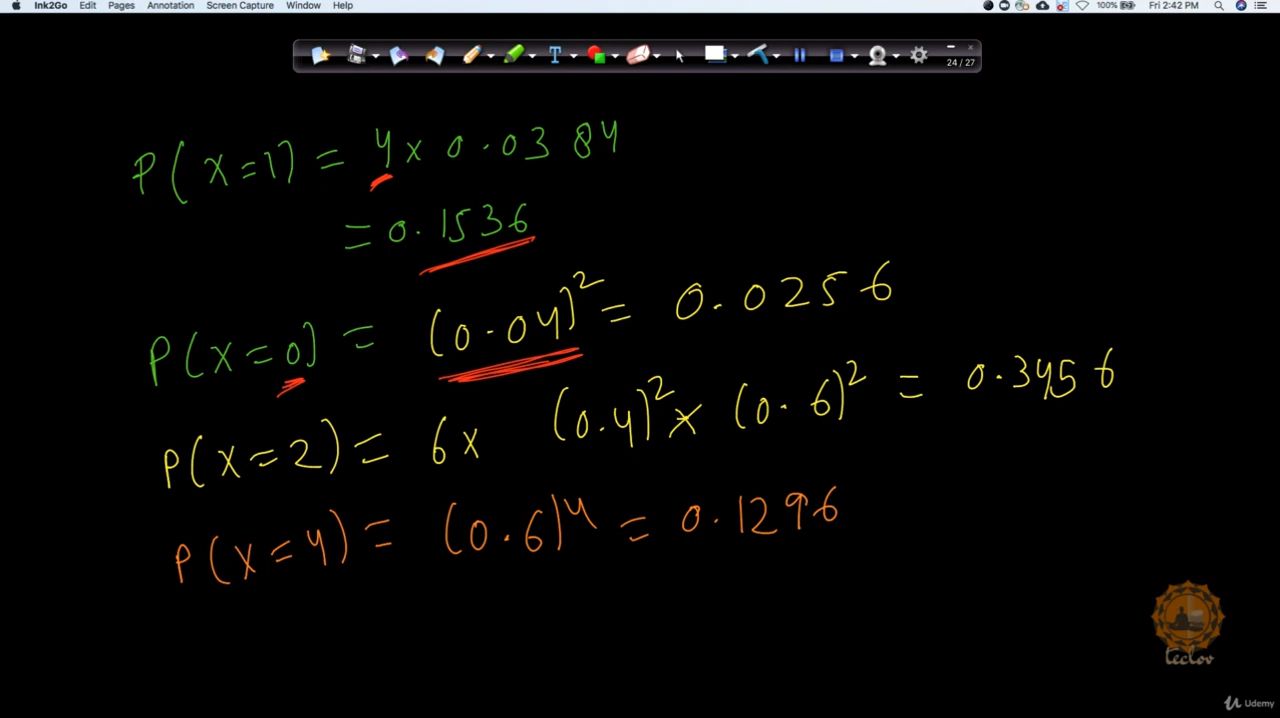 Ink2Go Edit Pages Annotation Screen Capture Window Help 100% Fri 2:42 PM
24 / 27
P(X=1) = 4 x 0.0384
= 0.1536
P(X=0) = (0.04)² = 0.0256
P(X=2) = 6x (0.4)² x (0.6)² = 0.3456
P(X=4) = (0.6)⁴ = 0.1296
teclov
Udemy